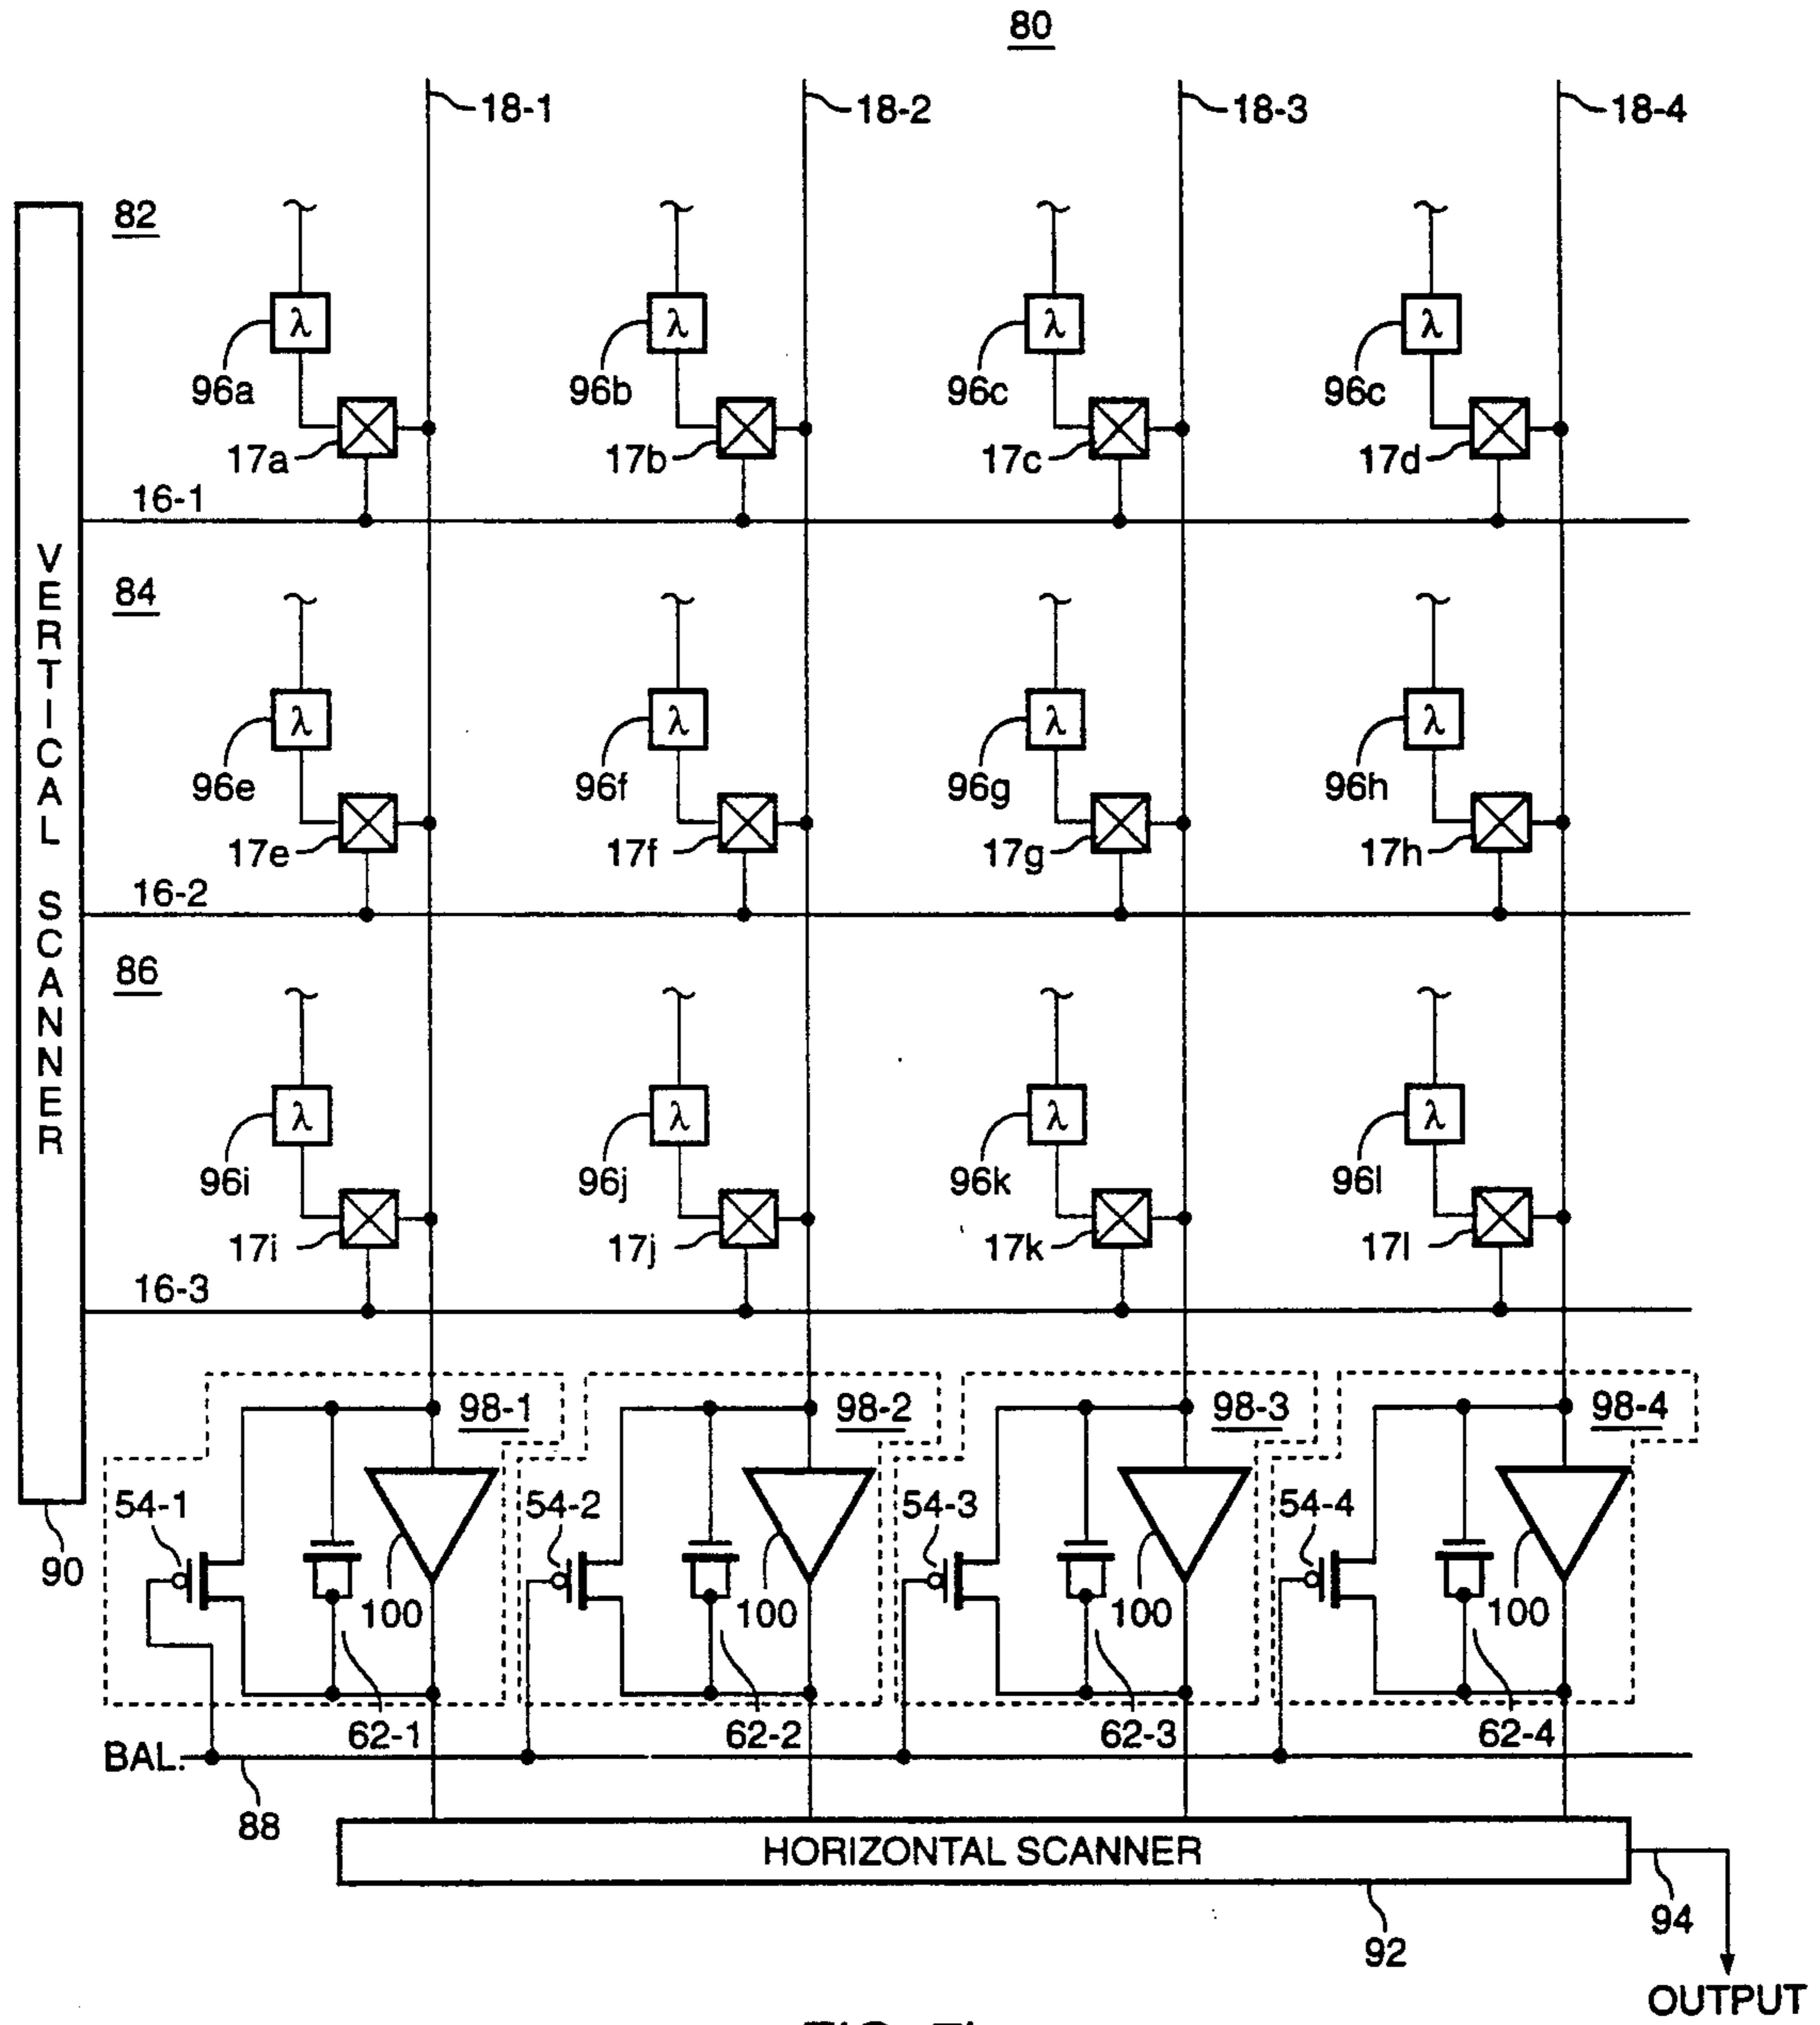 80
18-1 18-2 18-3 18-4
82
λ λ λ λ
96a 96b 96c 96c
17a 17b 17c 17d
16-1
VERTICAL SCANNER
84
λ λ λ λ
96e 96f 96g 96h
17e 17f 17g 17h
16-2
86
λ λ λ λ
96i 96j 96k 96l
17i 17j 17k 17l
16-3
98-1 98-2 98-3 98-4
54-1 54-2 54-3 54-4
90
100 100 100 100
62-1 62-2 62-3 62-4
BAL.
88
HORIZONTAL SCANNER
94
92
OUTPUT